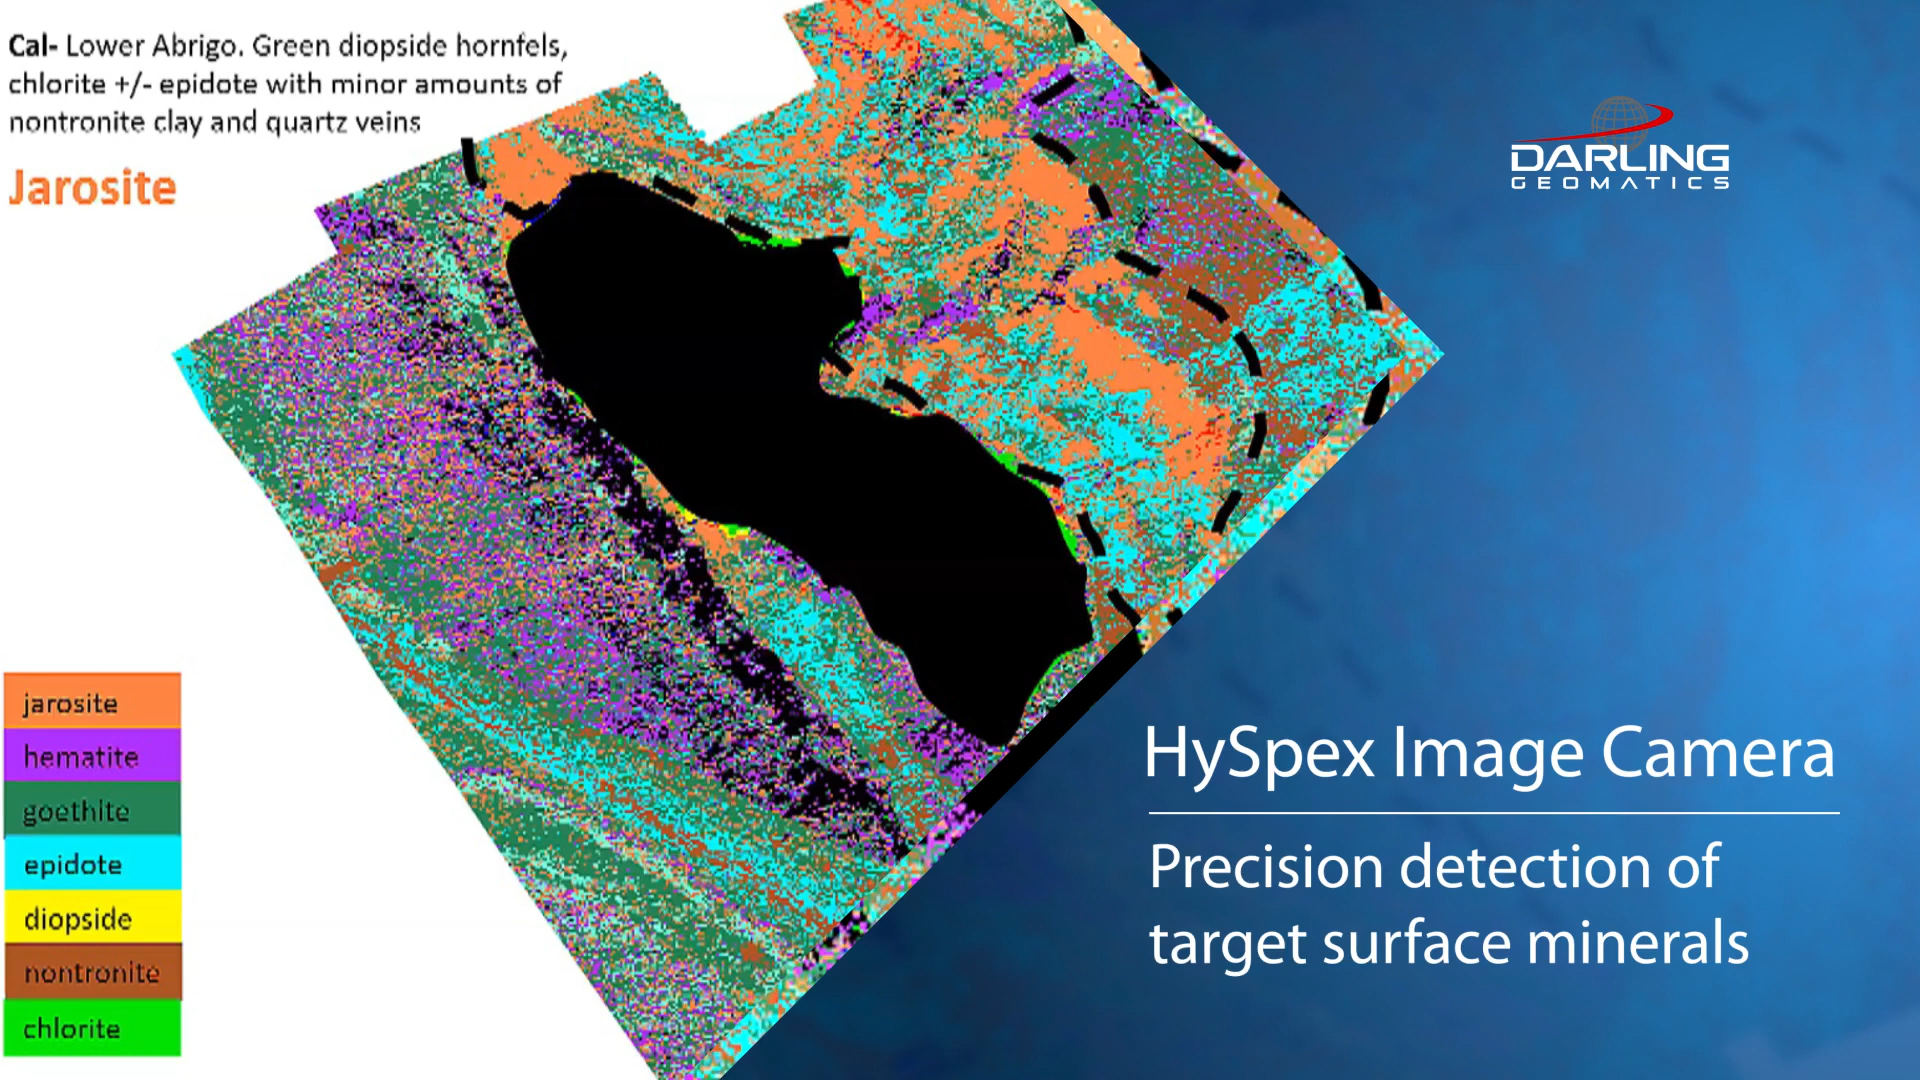 Cal- Lower Abrigo. Green diopside hornfels,
chlorite +/- epidote with minor amounts of
nontronite clay and quartz veins
Jarosite
jarosite
hematite
goethite
epidote
diopside
nontronite
chlorite
DARLING
GEOMATICS
HySpex Image Camera
Precision detection of
target surface minerals